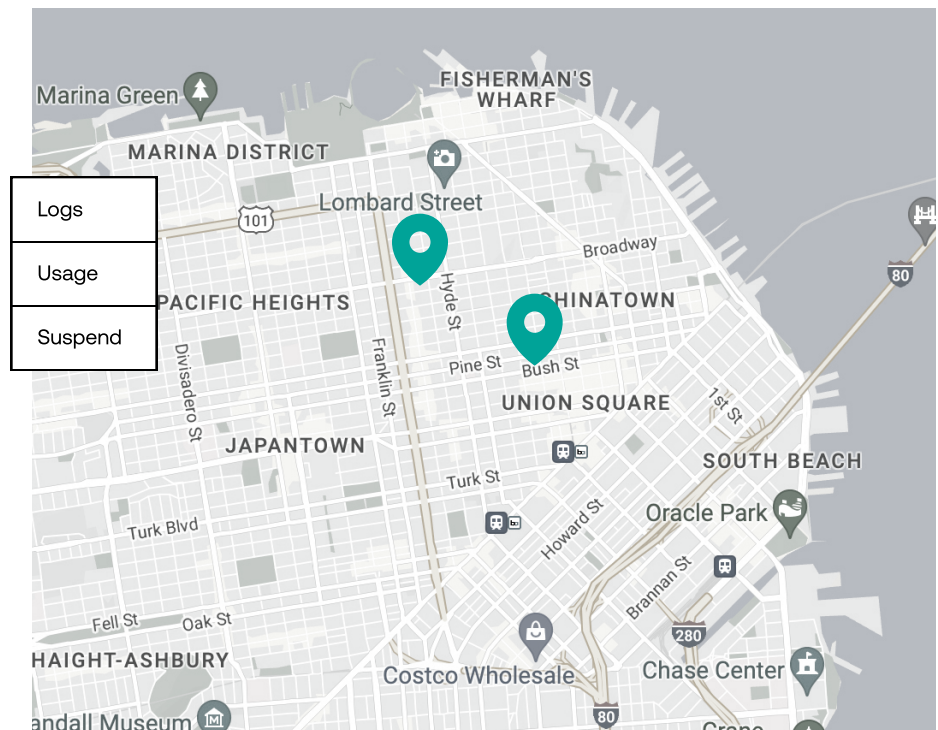 FISHERMAN'S
WHARF
Marina Green
MARINA DISTRICT
Lombard Street
Logs
101
Broadway
Usage
80
Hyde St
PACIFIC HEIGHTS
CHINATOWN
Suspend
Divisadero St
Franklin St
Pine St
Bush St
UNION SQUARE
1st St
JAPANTOWN
SOUTH BEACH
Turk St
Oracle Park
Howard St
Turk Blvd
Brannan St
Fell St
Oak St
280
HAIGHT-ASHBURY
Costco Wholesale
Chase Center
andall Museum
80
Crane